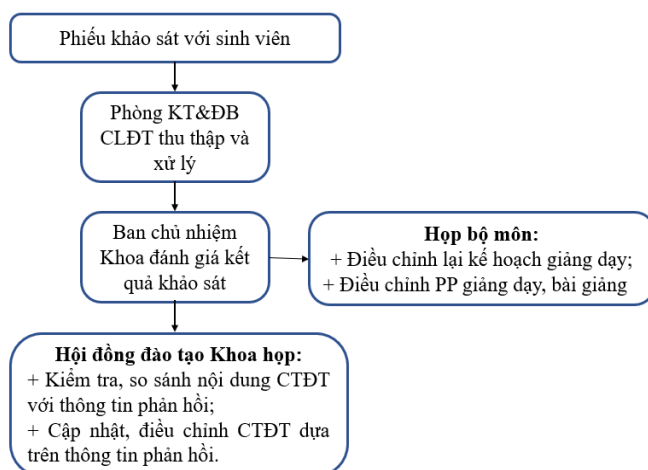 Phiếu khảo sát với sinh viên
Phòng KT&ĐB
CLĐT thu thập và
xử lý
Ban chủ nhiệm
Khoa đánh giá kết
quả khảo sát
Họp bộ môn:
+ Điều chỉnh lại kế hoạch giảng dạy;
+ Điều chỉnh PP giảng dạy, bài giảng
Hội đồng đào tạo Khoa họp:
+ Kiểm tra, so sánh nội dung CTĐT
với thông tin phản hồi;
+ Cập nhật, điều chỉnh CTĐT dựa
trên thông tin phản hồi.